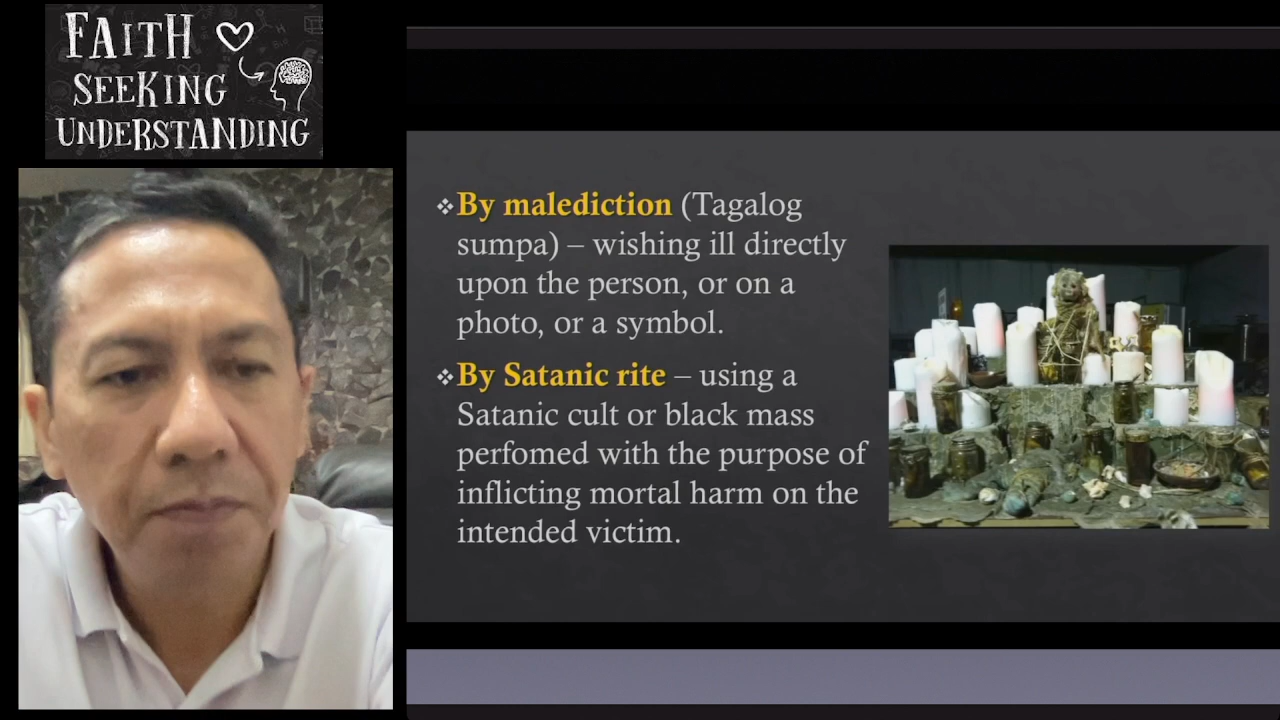 FAITH
SEEKING
UNDERSTANDING
❖By malediction (Tagalog
sumpa) – wishing ill directly
upon the person, or on a
photo, or a symbol.
❖By Satanic rite – using a
Satanic cult or black mass
perfomed with the purpose of
inflicting mortal harm on the
intended victim.